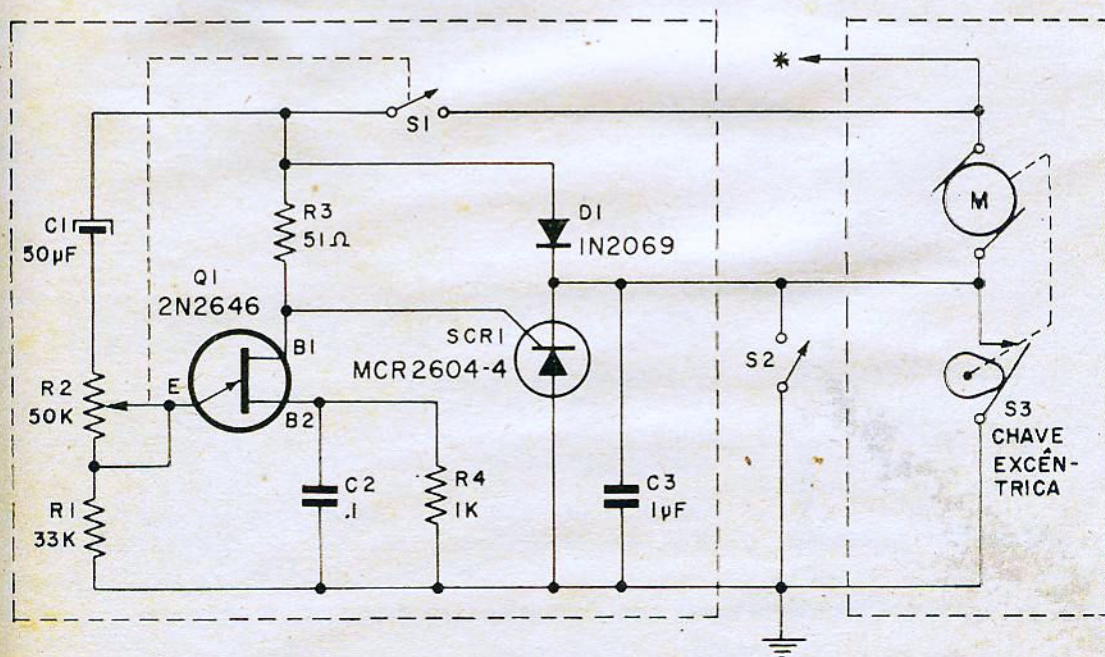 *
S1
C1
50µF
R3
51Ω
D1
1N2069
M
Q1
2N2646
B1
SCR1
MCR2604-4
S2
R2
50K
E
B2
S3
CHAVE
EXCÊN-
TRICA
R1
33K
C2
.1
R4
1K
C3
1µF